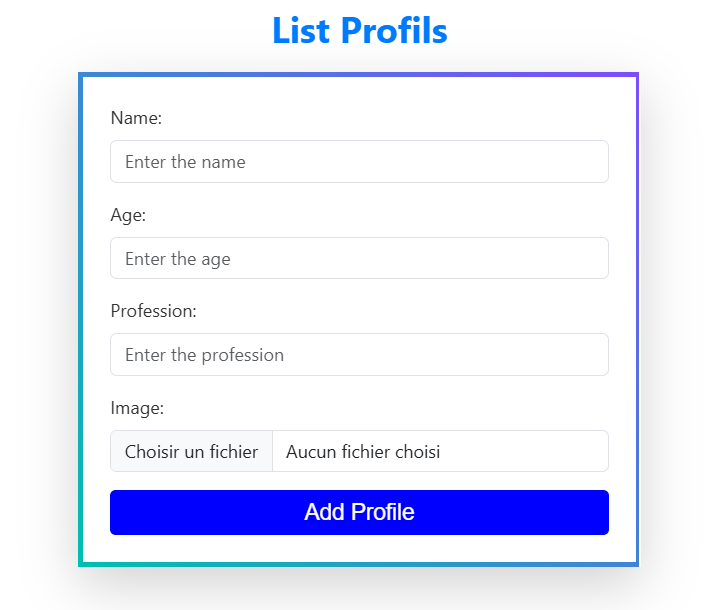 List Profils
Name:
Enter the name
Age:
Enter the age
Profession:
Enter the profession
Image:
Choisir un fichier Aucun fichier choisi
Add Profile